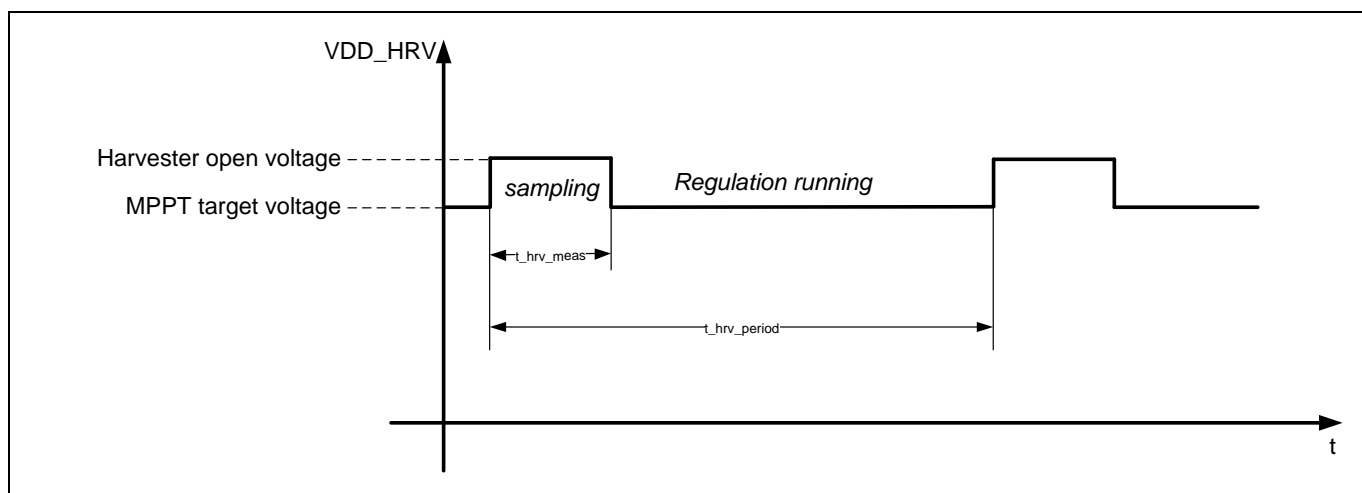 VDD_HRV
Harvester open voltage
sampling
Regulation running
MPPT target voltage
t_hrv_meas
t_hrv_period
t